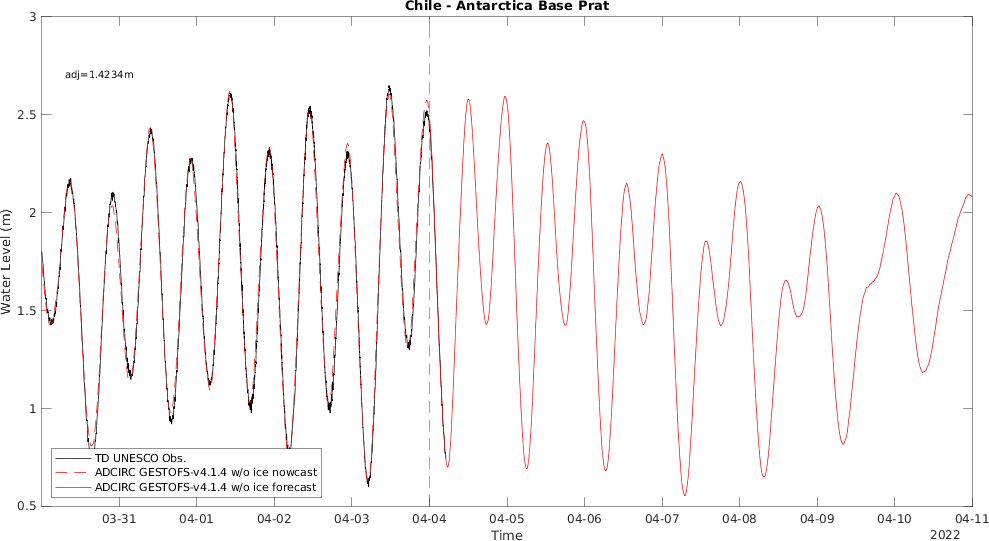 Chile - Antarctica Base Prat
3
adj=1.4234m
2.5
2
Water Level (m)
1.5
1
TD UNESCO Obs.
ADCIRC GESTOFS-v4.1.4 w/o ice nowcast
ADCIRC GESTOFS-v4.1.4 w/o ice forecast
0.5
03-31 04-01 04-02 04-03 04-04 04-05 04-06 04-07 04-08 04-09 04-10 04-11
Time
2022